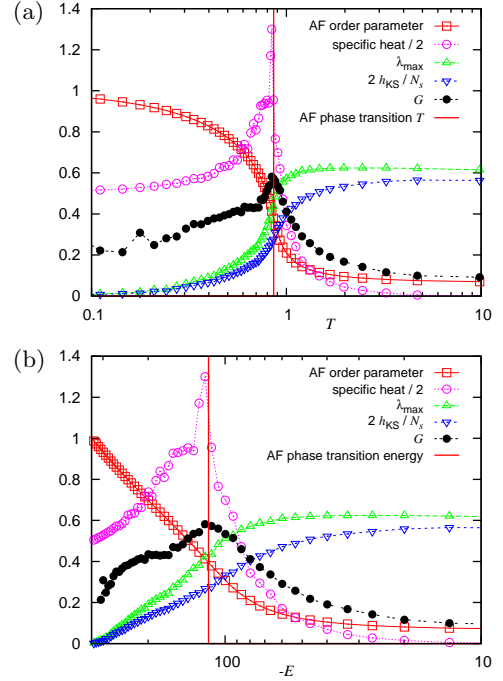 (a)
1.4
1.2
1
0.8
0.6
0.4
0.2
0
0.1
1
10
T
AF order parameter
specific heat / 2
λmax
2 hKS / Ns
G
AF phase transition T
(b)
1.4
1.2
1
0.8
0.6
0.4
0.2
0
100
10
-E
AF order parameter
specific heat / 2
λmax
2 hKS / Ns
G
AF phase transition energy